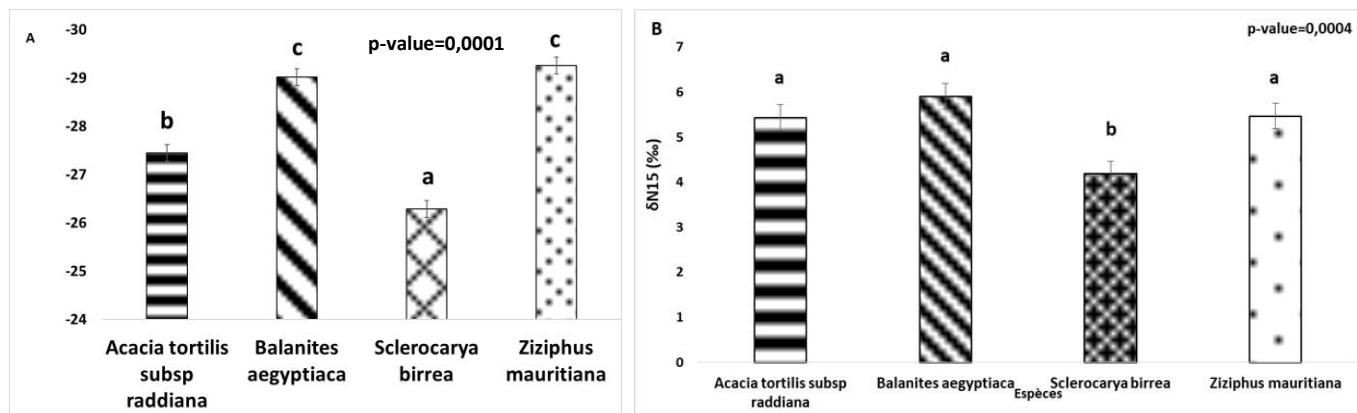 A
p-value=0,0001
-30
-29
-28
-27
-26
-25
-24
b
c
a
c
Acacia tortilis
subsp
raddiana
Balanites
aegyptiaca
Sclerocarya
birrea
Ziziphus
mauritiana
B
p-value=0,0004
δN15 (‰)
7
6
5
4
3
2
1
0
a
a
b
a
Acacia tortilis subsp
raddiana
Balanites aegyptiaca
Sclerocarya birrea
Ziziphus mauritiana
Espèces